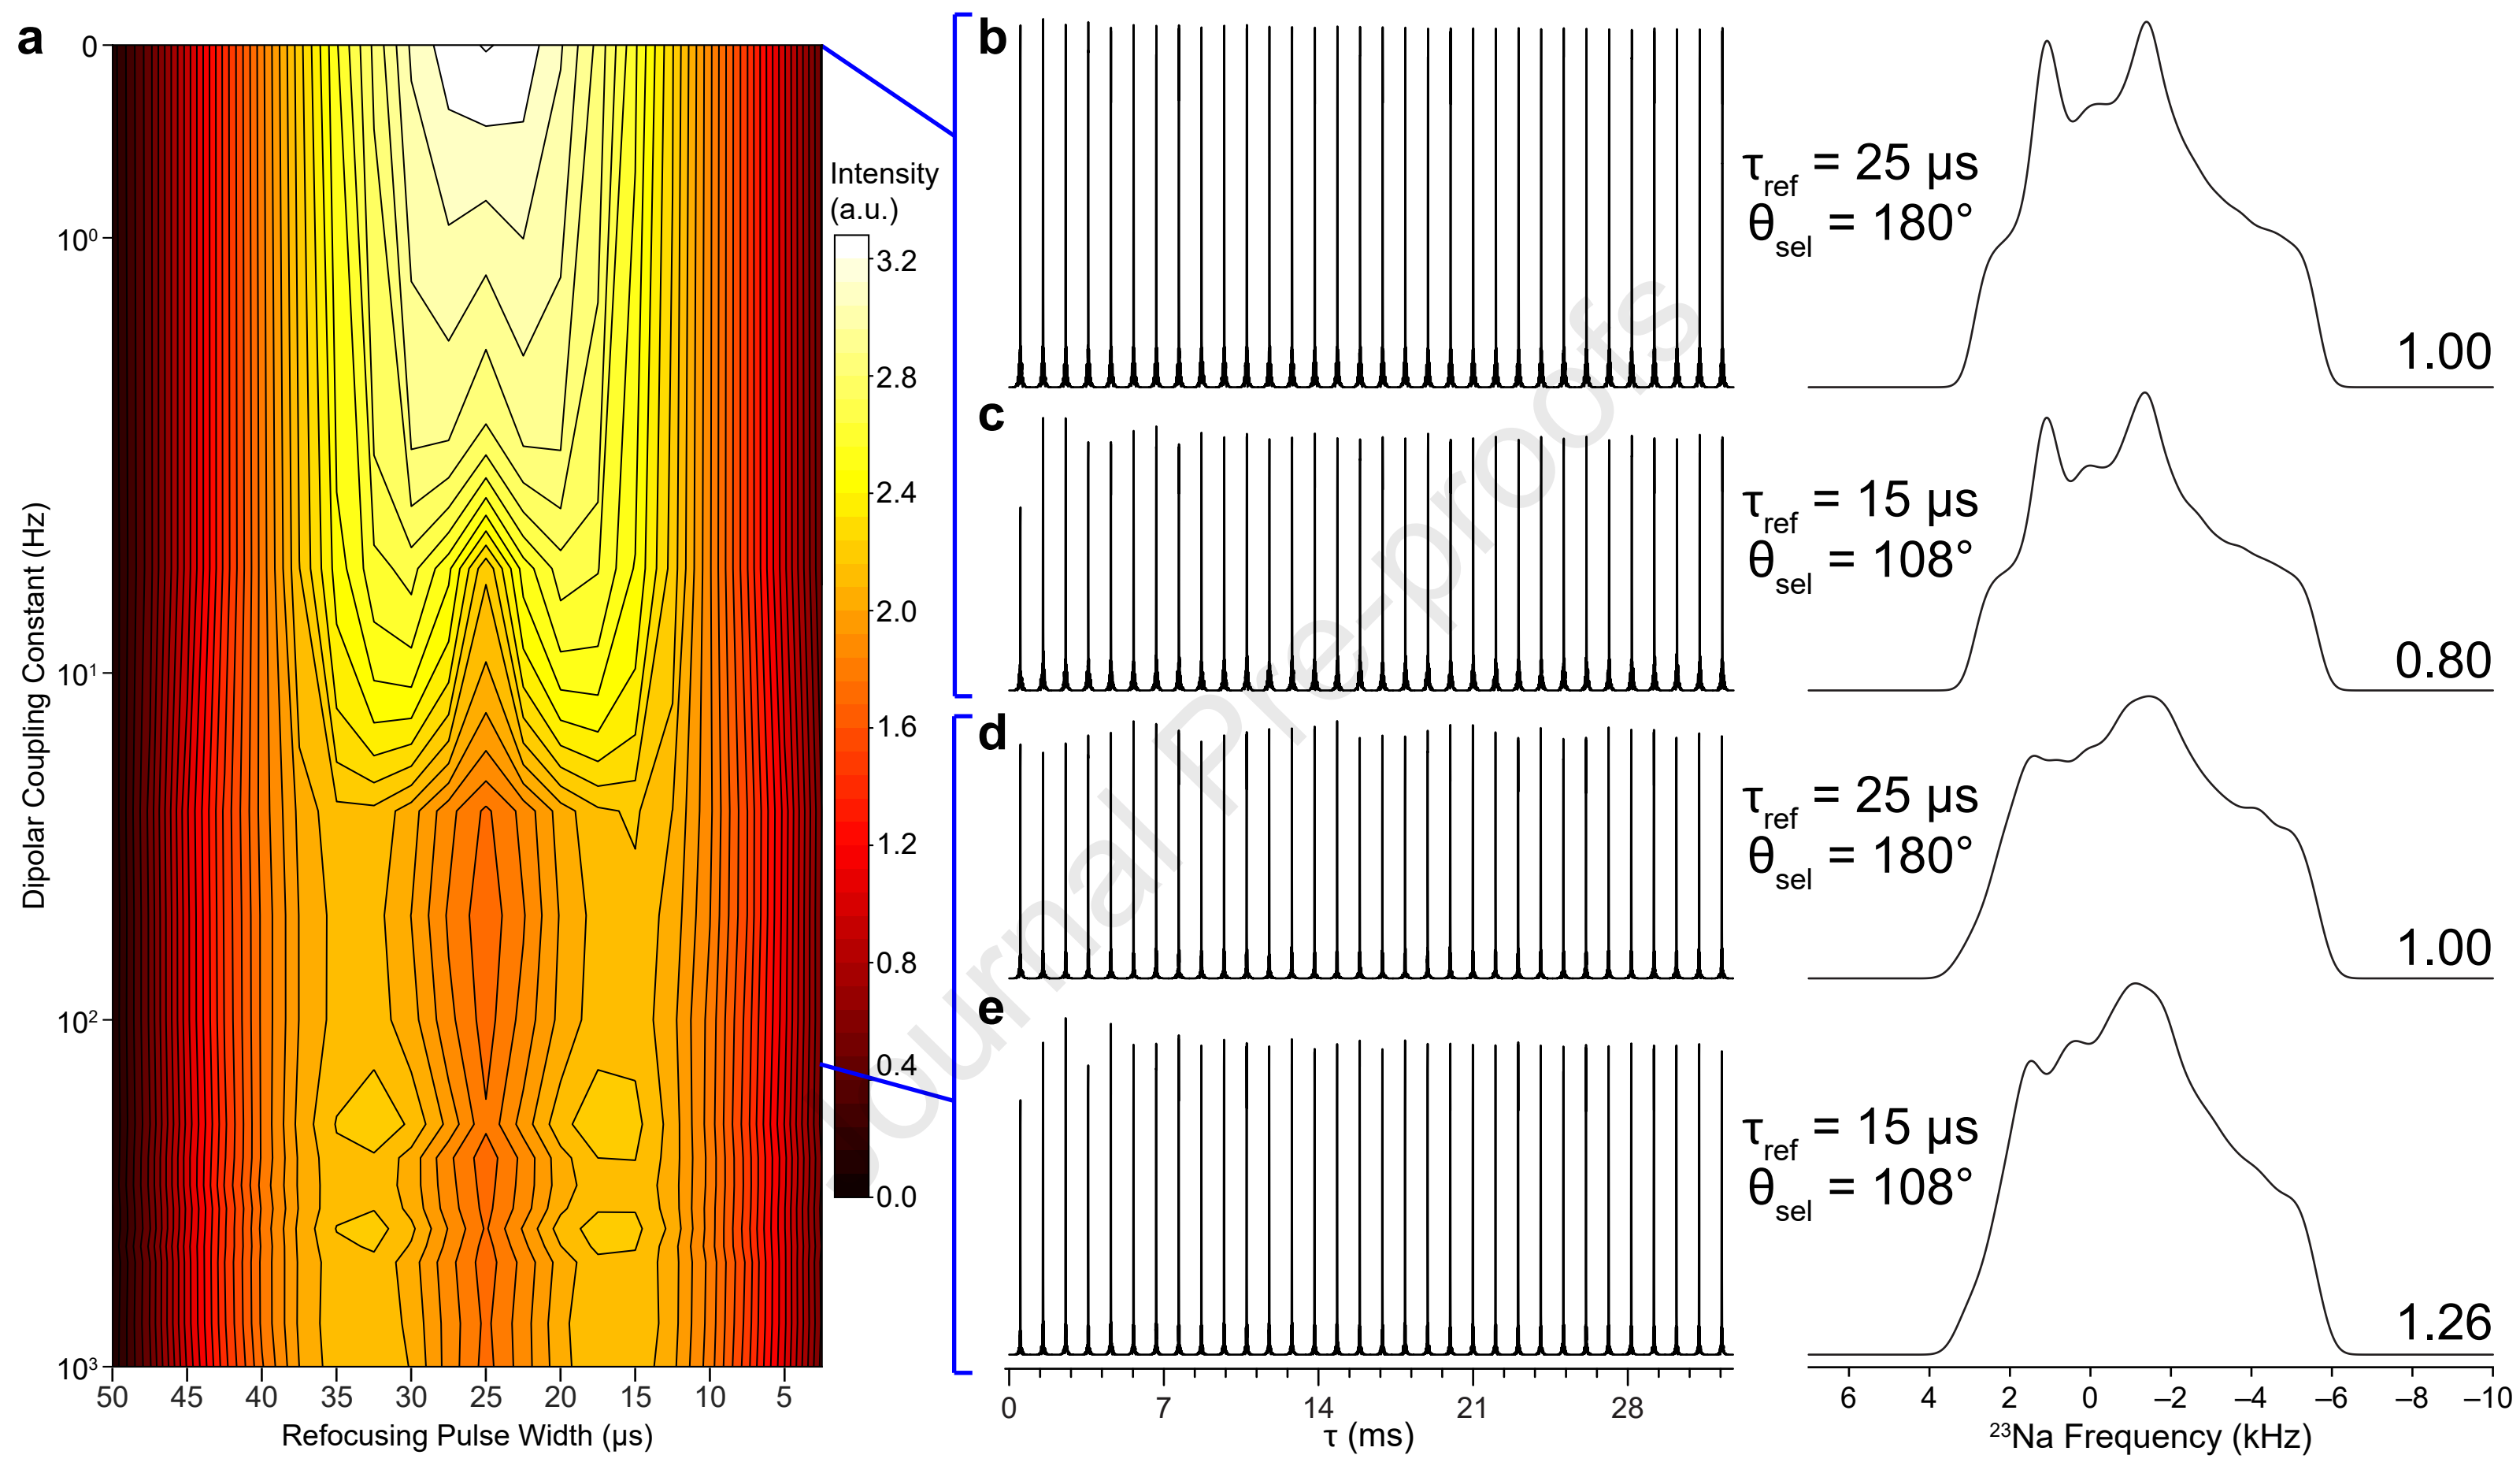 a
Dipolar Coupling Constant (Hz)
0
10⁰
10¹
10²
10³
50 45 40 35 30 25 20 15 10 5
Refocusing Pulse Width (µs)
Intensity
(a.u.)
3.2
2.8
2.4
2.0
1.6
1.2
0.8
0.4
0.0
b
τref = 25 µs
θsel = 180°
1.00
c
τref = 15 µs
θsel = 108°
0.80
d
τref = 25 µs
θsel = 180°
1.00
e
τref = 15 µs
θsel = 108°
1.26
0 7 14 21 28
τ (ms)
6 4 2 0 –2 –4 –6 –8 –10
²³Na Frequency (kHz)
Journal Pre-proofs